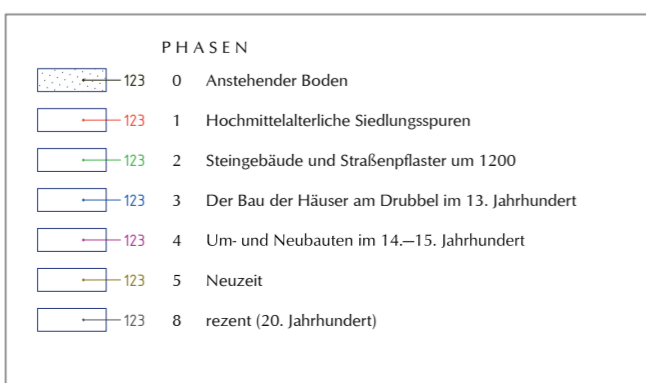 PHASEN
123 0 Anstehender Boden
123 1 Hochmittelalterliche Siedlungsspuren
123 2 Steingebäude und Straßenpflaster um 1200
123 3 Der Bau der Häuser am Drubbel im 13. Jahrhundert
123 4 Um- und Neubauten im 14.—15. Jahrhundert
123 5 Neuzeit
123 8 rezent (20. Jahrhundert)